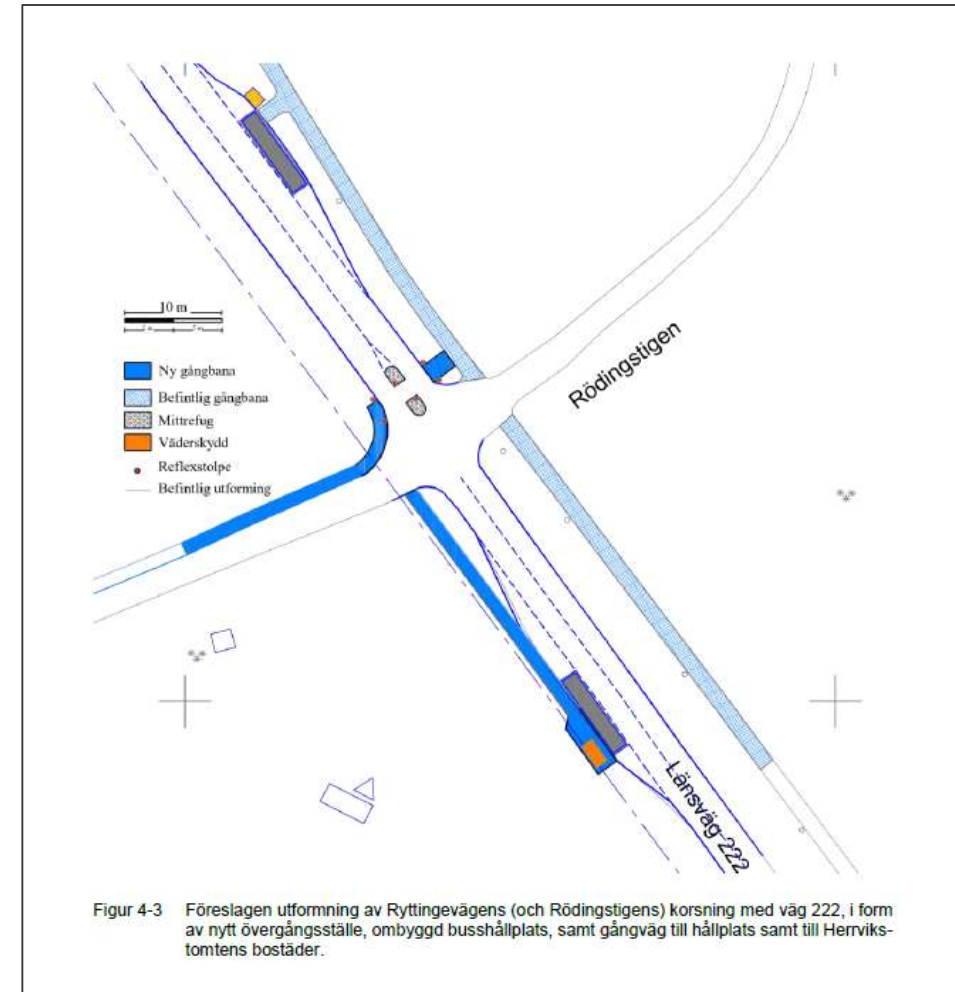 10 m
Ny gångbana
Befintlig gångbana
Mittrefug
Väderskydd
Reflexstolpe
Befintlig utforming
Rödingstigen
Länsväg 222
Figur 4-3 Föreslagen utformning av Ryttingevägens (och Rödingstigens) korsning med väg 222, i form
av nytt övergångsställe, ombyggd busshållplats, samt gångväg till hållplats samt till Herrviks-
tomtens bostäder.